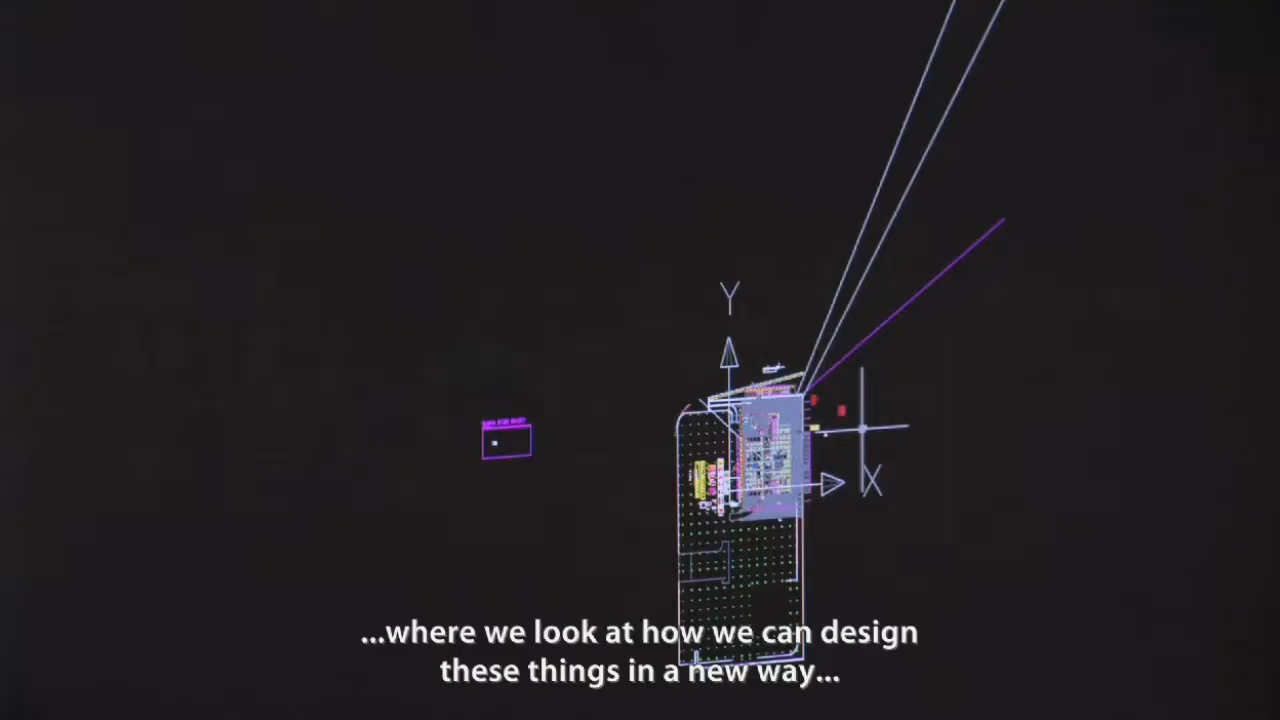 Y
X
...where we look at how we can design
these things in a new way...